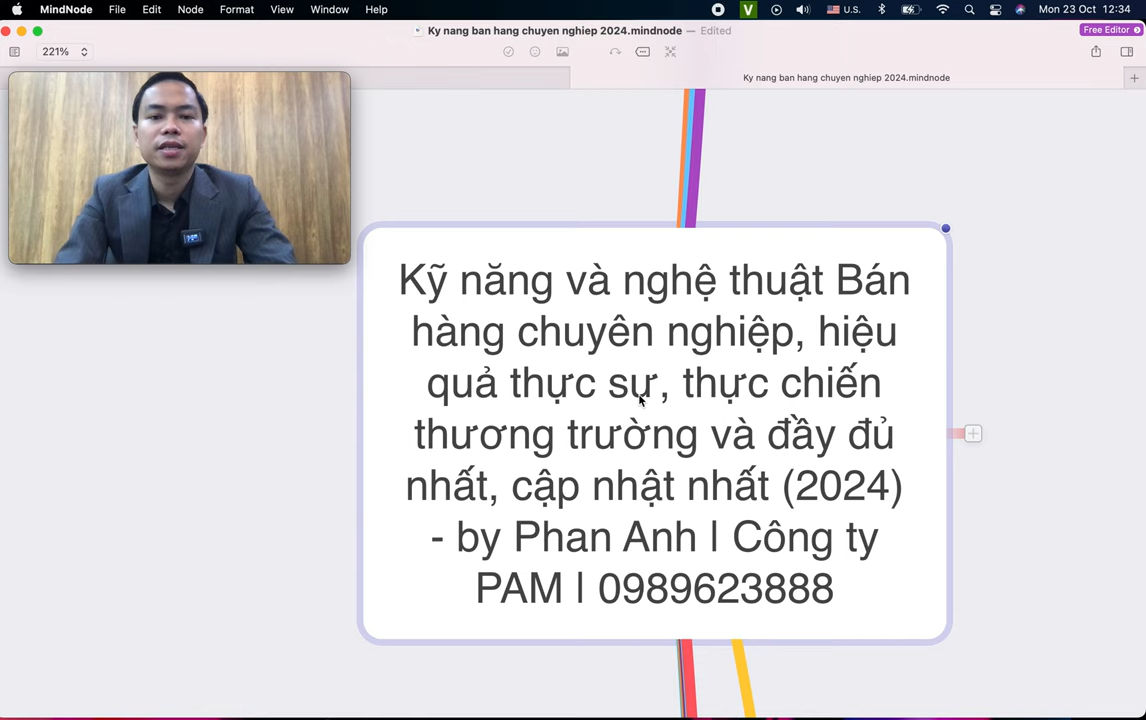 MindNode File Edit Node Format View Window Help V U.S. Mon 23 Oct 12:34
Ky nang ban hang chuyen nghiep 2024.mindnode — Edited
Free Editor
221%
Ky nang ban hang chuyen nghiep 2024.mindnode
Kỹ năng và nghệ thuật Bán
hàng chuyên nghiệp, hiệu
quả thực sự, thực chiến
thương trường và đầy đủ
nhất, cập nhật nhất (2024)
- by Phan Anh | Công ty
PAM | 0989623888